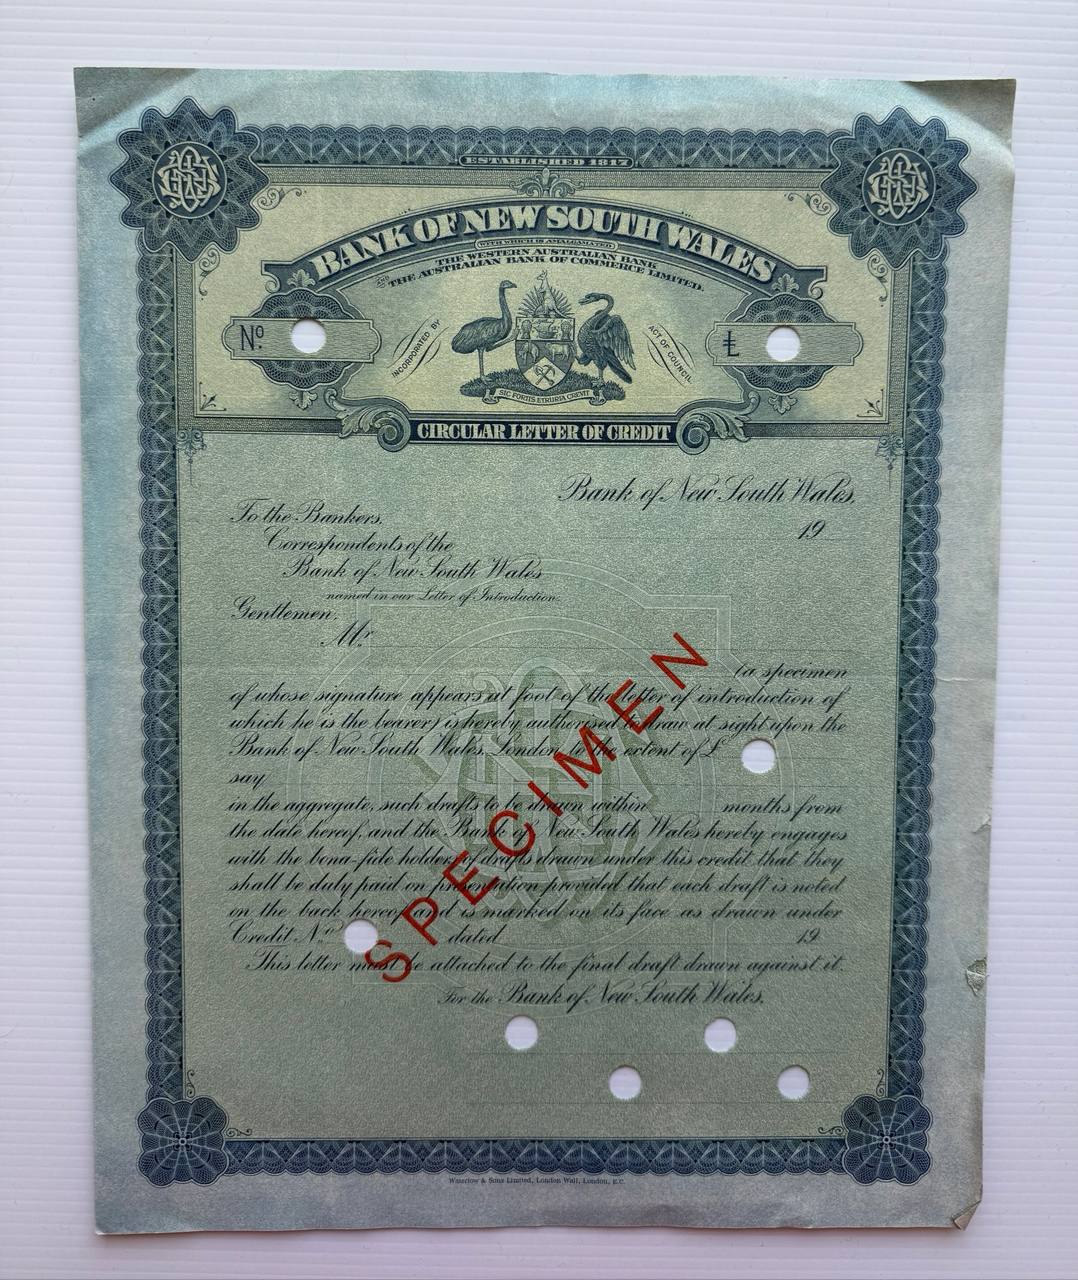 ESTABLISHED 1817
BANK OF NEW SOUTH WALES
WITH WHICH IS AMALGAMATED
THE WESTERN AUSTRALIAN BANK
AND THE AUSTRALIAN BANK OF COMMERCE LIMITED.
No.
INCORPORATED BY
ACT OF COUNCIL
£
SIC FORTIS ETRURIA CREVIT
CIRCULAR LETTER OF CREDIT
Bank of New South Wales,
19
To the Bankers,
Correspondents of the
Bank of New South Wales
named in our Letter of Introduction.
Gentlemen,
Mr.
(a specimen
of whose signature appears at foot of the letter of introduction of
which he is the bearer) is hereby authorised to draw at sight upon the
Bank of New South Wales, London, to the extent of £
say
in the aggregate, such drafts to be drawn within months from
the date hereof, and the Bank of New South Wales hereby engages
with the bona-fide holders of drafts drawn under this credit that they
shall be duly paid on presentation provided that each draft is noted
on the back hereof and is marked on its face as drawn under
Credit No. dated 19
This letter must be attached to the final draft drawn against it.
For the Bank of New South Wales.
SPECIMEN
Waterlow & Sons Limited, London Wall, London, E.C.